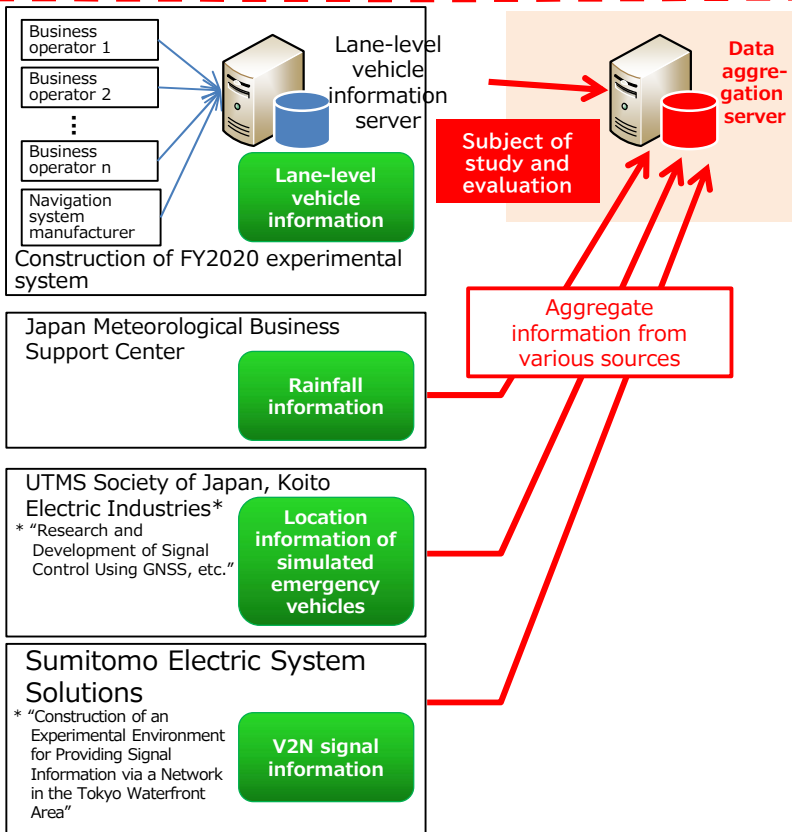 Business
operator 1
Business
operator 2
⋮
Business
operator n
Navigation
system
manufacturer
Lane-level
vehicle
information
server
Lane-level
vehicle
information
Construction of FY2020 experimental
system
Data
aggre-
gation
server
Subject of
study and
evaluation
Aggregate
information from
various sources
Japan Meteorological Business
Support Center
Rainfall
information
UTMS Society of Japan, Koito
Electric Industries*
* “Research and
Development of Signal
Control Using GNSS, etc.”
Location
information of
simulated
emergency
vehicles
Sumitomo Electric System
Solutions
* “Construction of an
Experimental Environment
for Providing Signal
Information via a Network
in the Tokyo Waterfront
Area”
V2N signal
information